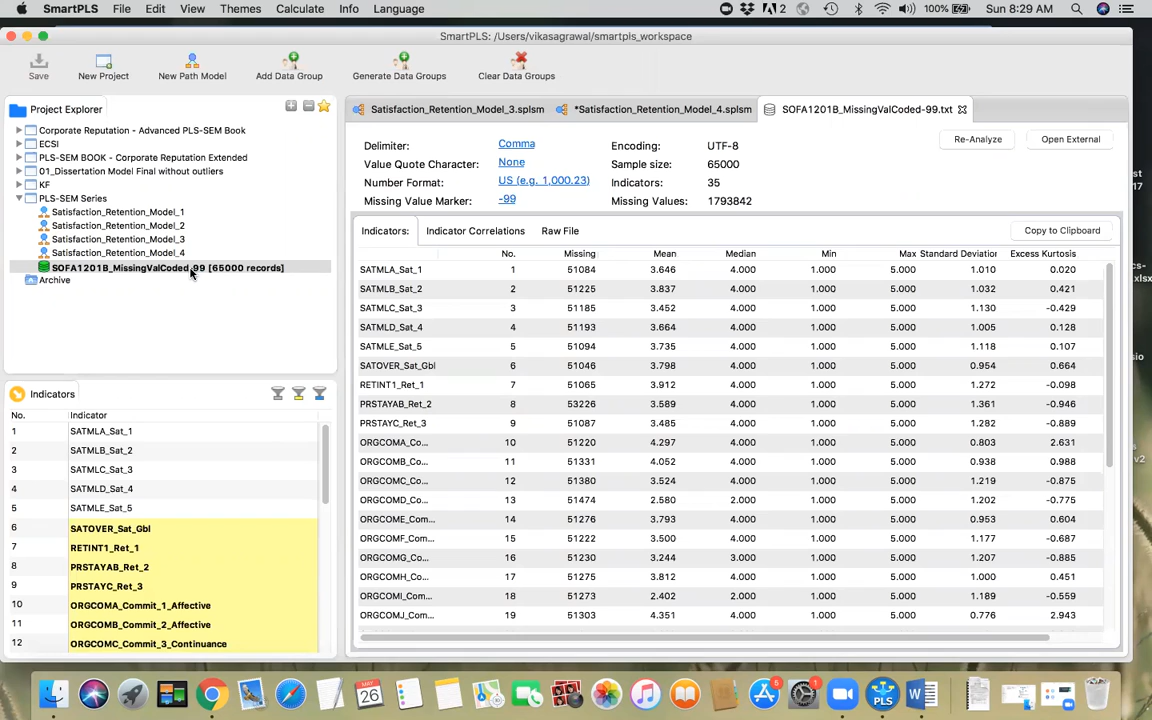 SmartPLS File Edit View Themes Calculate Info Language 2 100% Sun 8:29 AM
SmartPLS: /Users/vikasagrawal/smartpls_workspace
Save New Project New Path Model Add Data Group Generate Data Groups Clear Data Groups
Project Explorer
Corporate Reputation - Advanced PLS-SEM Book
ECSI
PLS-SEM BOOK - Corporate Reputation Extended
01_Dissertation Model Final without outliers
KF
PLS-SEM Series
Satisfaction_Retention_Model_1
Satisfaction_Retention_Model_2
Satisfaction_Retention_Model_3
Satisfaction_Retention_Model_4
SOFA1201B_MissingValCoded-99 [65000 records]
Archive
Indicators
No. Indicator
1 SATMLA_Sat_1
2 SATMLB_Sat_2
3 SATMLC_Sat_3
4 SATMLD_Sat_4
5 SATMLE_Sat_5
6 SATOVER_Sat_Gbl
7 RETINT1_Ret_1
8 PRSTAYAB_Ret_2
9 PRSTAYC_Ret_3
10 ORGCOMA_Commit_1_Affective
11 ORGCOMB_Commit_2_Affective
12 ORGCOMC_Commit_3_Continuance
Satisfaction_Retention_Model_3.splsm *Satisfaction_Retention_Model_4.splsm SOFA1201B_MissingValCoded-99.txt
Delimiter: Comma Encoding: UTF-8 Re-Analyze Open External
Value Quote Character: None Sample size: 65000
Number Format: US (e.g. 1,000.23) Indicators: 35
Missing Value Marker: -99 Missing Values: 1793842
Indicators: Indicator Correlations Raw File Copy to Clipboard
No. Missing Mean Median Min Max Standard Deviation Excess Kurtosis
SATMLA_Sat_1 1 51084 3.646 4.000 1.000 5.000 1.010 0.020
SATMLB_Sat_2 2 51225 3.837 4.000 1.000 5.000 1.032 0.421
SATMLC_Sat_3 3 51185 3.452 4.000 1.000 5.000 1.130 -0.429
SATMLD_Sat_4 4 51193 3.664 4.000 1.000 5.000 1.005 0.128
SATMLE_Sat_5 5 51094 3.735 4.000 1.000 5.000 1.118 0.107
SATOVER_Sat_Gbl 6 51046 3.798 4.000 1.000 5.000 0.954 0.664
RETINT1_Ret_1 7 51065 3.912 4.000 1.000 5.000 1.272 -0.098
PRSTAYAB_Ret_2 8 53226 3.589 4.000 1.000 5.000 1.361 -0.946
PRSTAYC_Ret_3 9 51087 3.485 4.000 1.000 5.000 1.282 -0.889
ORGCOMA_Co... 10 51220 4.297 4.000 1.000 5.000 0.803 2.631
ORGCOMB_Co... 11 51331 4.052 4.000 1.000 5.000 0.938 0.988
ORGCOMC_Co... 12 51380 3.524 4.000 1.000 5.000 1.219 -0.875
ORGCOMD_Co... 13 51474 2.580 2.000 1.000 5.000 1.202 -0.775
ORGCOME_Com... 14 51276 3.793 4.000 1.000 5.000 0.953 0.604
ORGCOMF_Com... 15 51222 3.500 4.000 1.000 5.000 1.177 -0.687
ORGCOMG_Co... 16 51230 3.244 3.000 1.000 5.000 1.207 -0.885
ORGCOMH_Co... 17 51275 3.812 4.000 1.000 5.000 1.000 0.451
ORGCOMI_Com... 18 51273 2.402 2.000 1.000 5.000 1.189 -0.559
ORGCOMJ_Com... 19 51303 4.351 4.000 1.000 5.000 0.776 2.943
st
17
cs-
xlsx
sio
v2
MAY
26
5
1
PLS
W